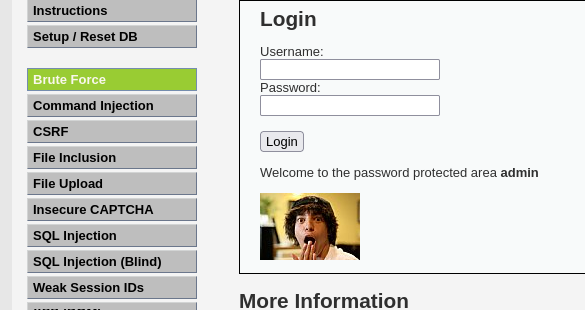 Instructions
Setup / Reset DB
Brute Force
Command Injection
CSRF
File Inclusion
File Upload
Insecure CAPTCHA
SQL Injection
SQL Injection (Blind)
Weak Session IDs
Login
Username:
Password:
Login
Welcome to the password protected area admin
More Information